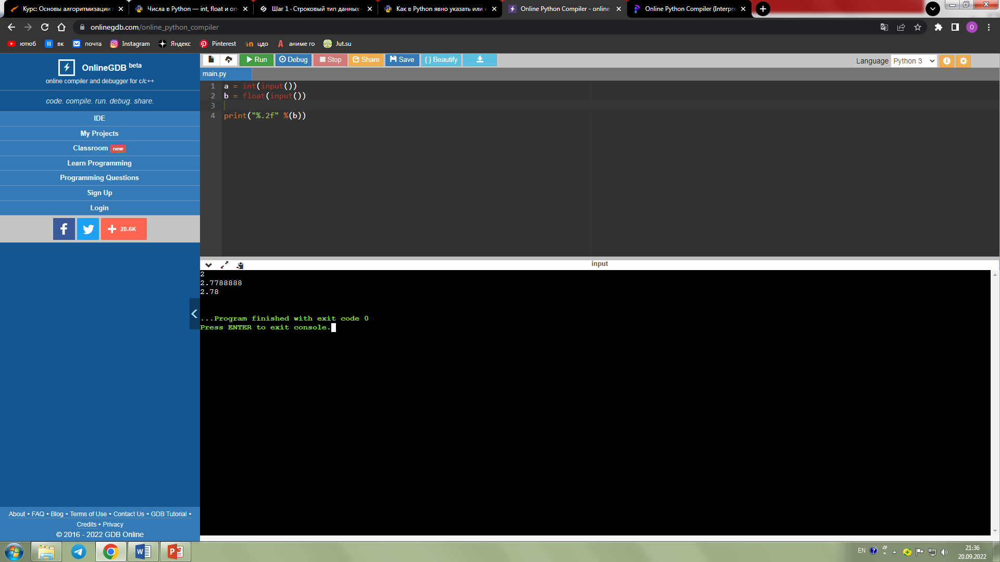 Курс: Основы алгоритмизации и
Числа в Python — int, float и оп
Шаг 1 · Строковый тип данных
Как в Python явно указать или и
Online Python Compiler - online
Online Python Compiler (Interpre
onlinegdb.com/online_python_compiler
O
ютюб
вк
почта
Instagram
Яндекс
Pinterest
цдо
аниме го
Jut.su
OnlineGDB beta
online compiler and debugger for c/c++
code. compile. run. debug. share.
IDE
My Projects
Classroom new
Learn Programming
Programming Questions
Sign Up
Login
28.6K
About • FAQ • Blog • Terms of Use • Contact Us • GDB Tutorial •
Credits • Privacy
© 2016 - 2022 GDB Online
Run
Debug
Stop
Share
Save
{ } Beautify
Language Python 3
main.py
1 a = int(input())
2 b = float(input())
3
4 print("%.2f" %(b))
input
2
2.7788888
2.78
...Program finished with exit code 0
Press ENTER to exit console.
EN
21:36
20.09.2022